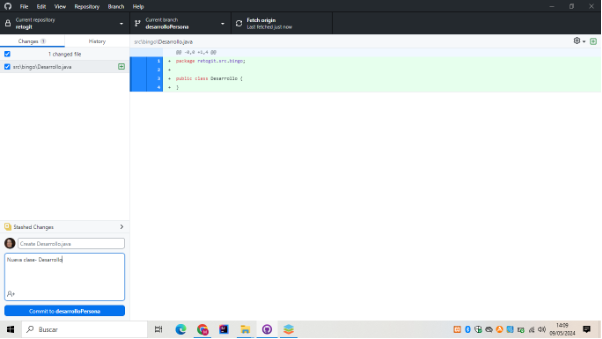 File Edit View Repository Branch Help
Current repository
retogit
Current branch
desarrolloPersona
Fetch origin
Last fetched just now
Changes 1
History
1 changed file
src\bingo\Desarrollo.java
src\bingo\Desarrollo.java
@@ -0,0 +1,4 @@
1 + package retogit.src.bingo;
2 +
3 + public class Desarrollo {
4 + }
Stashed Changes
Create Desarrollo.java
Nueva clase- Desarrollo
Commit to desarrolloPersona
Buscar
14:09
09/05/2024